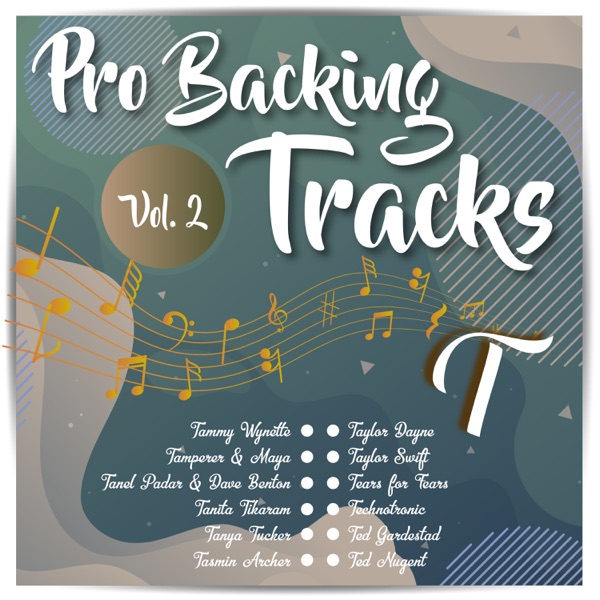 Pro Backing
Tracks
Vol. 2
T
Tammy Wynette
Tamperer & Maya
Tanel Padar & Dave Benton
Tanita Tikaram
Tanya Tucker
Tasmin Archer
Taylor Dayne
Taylor Swift
Tears for Fears
Technotronic
Ted Gardestad
Ted Nugent